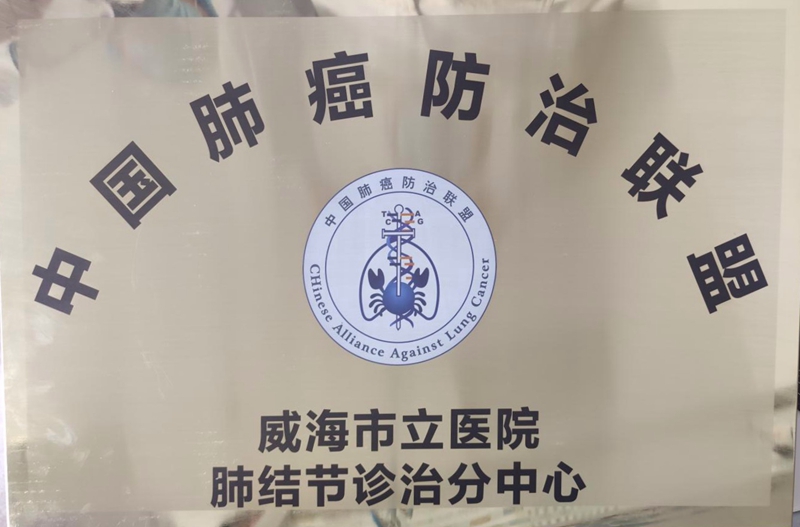 中国肺癌防治联盟
中国肺癌防治联盟
CHinese Alliance Against Lung Cancer
威海市立医院
肺结节诊治分中心